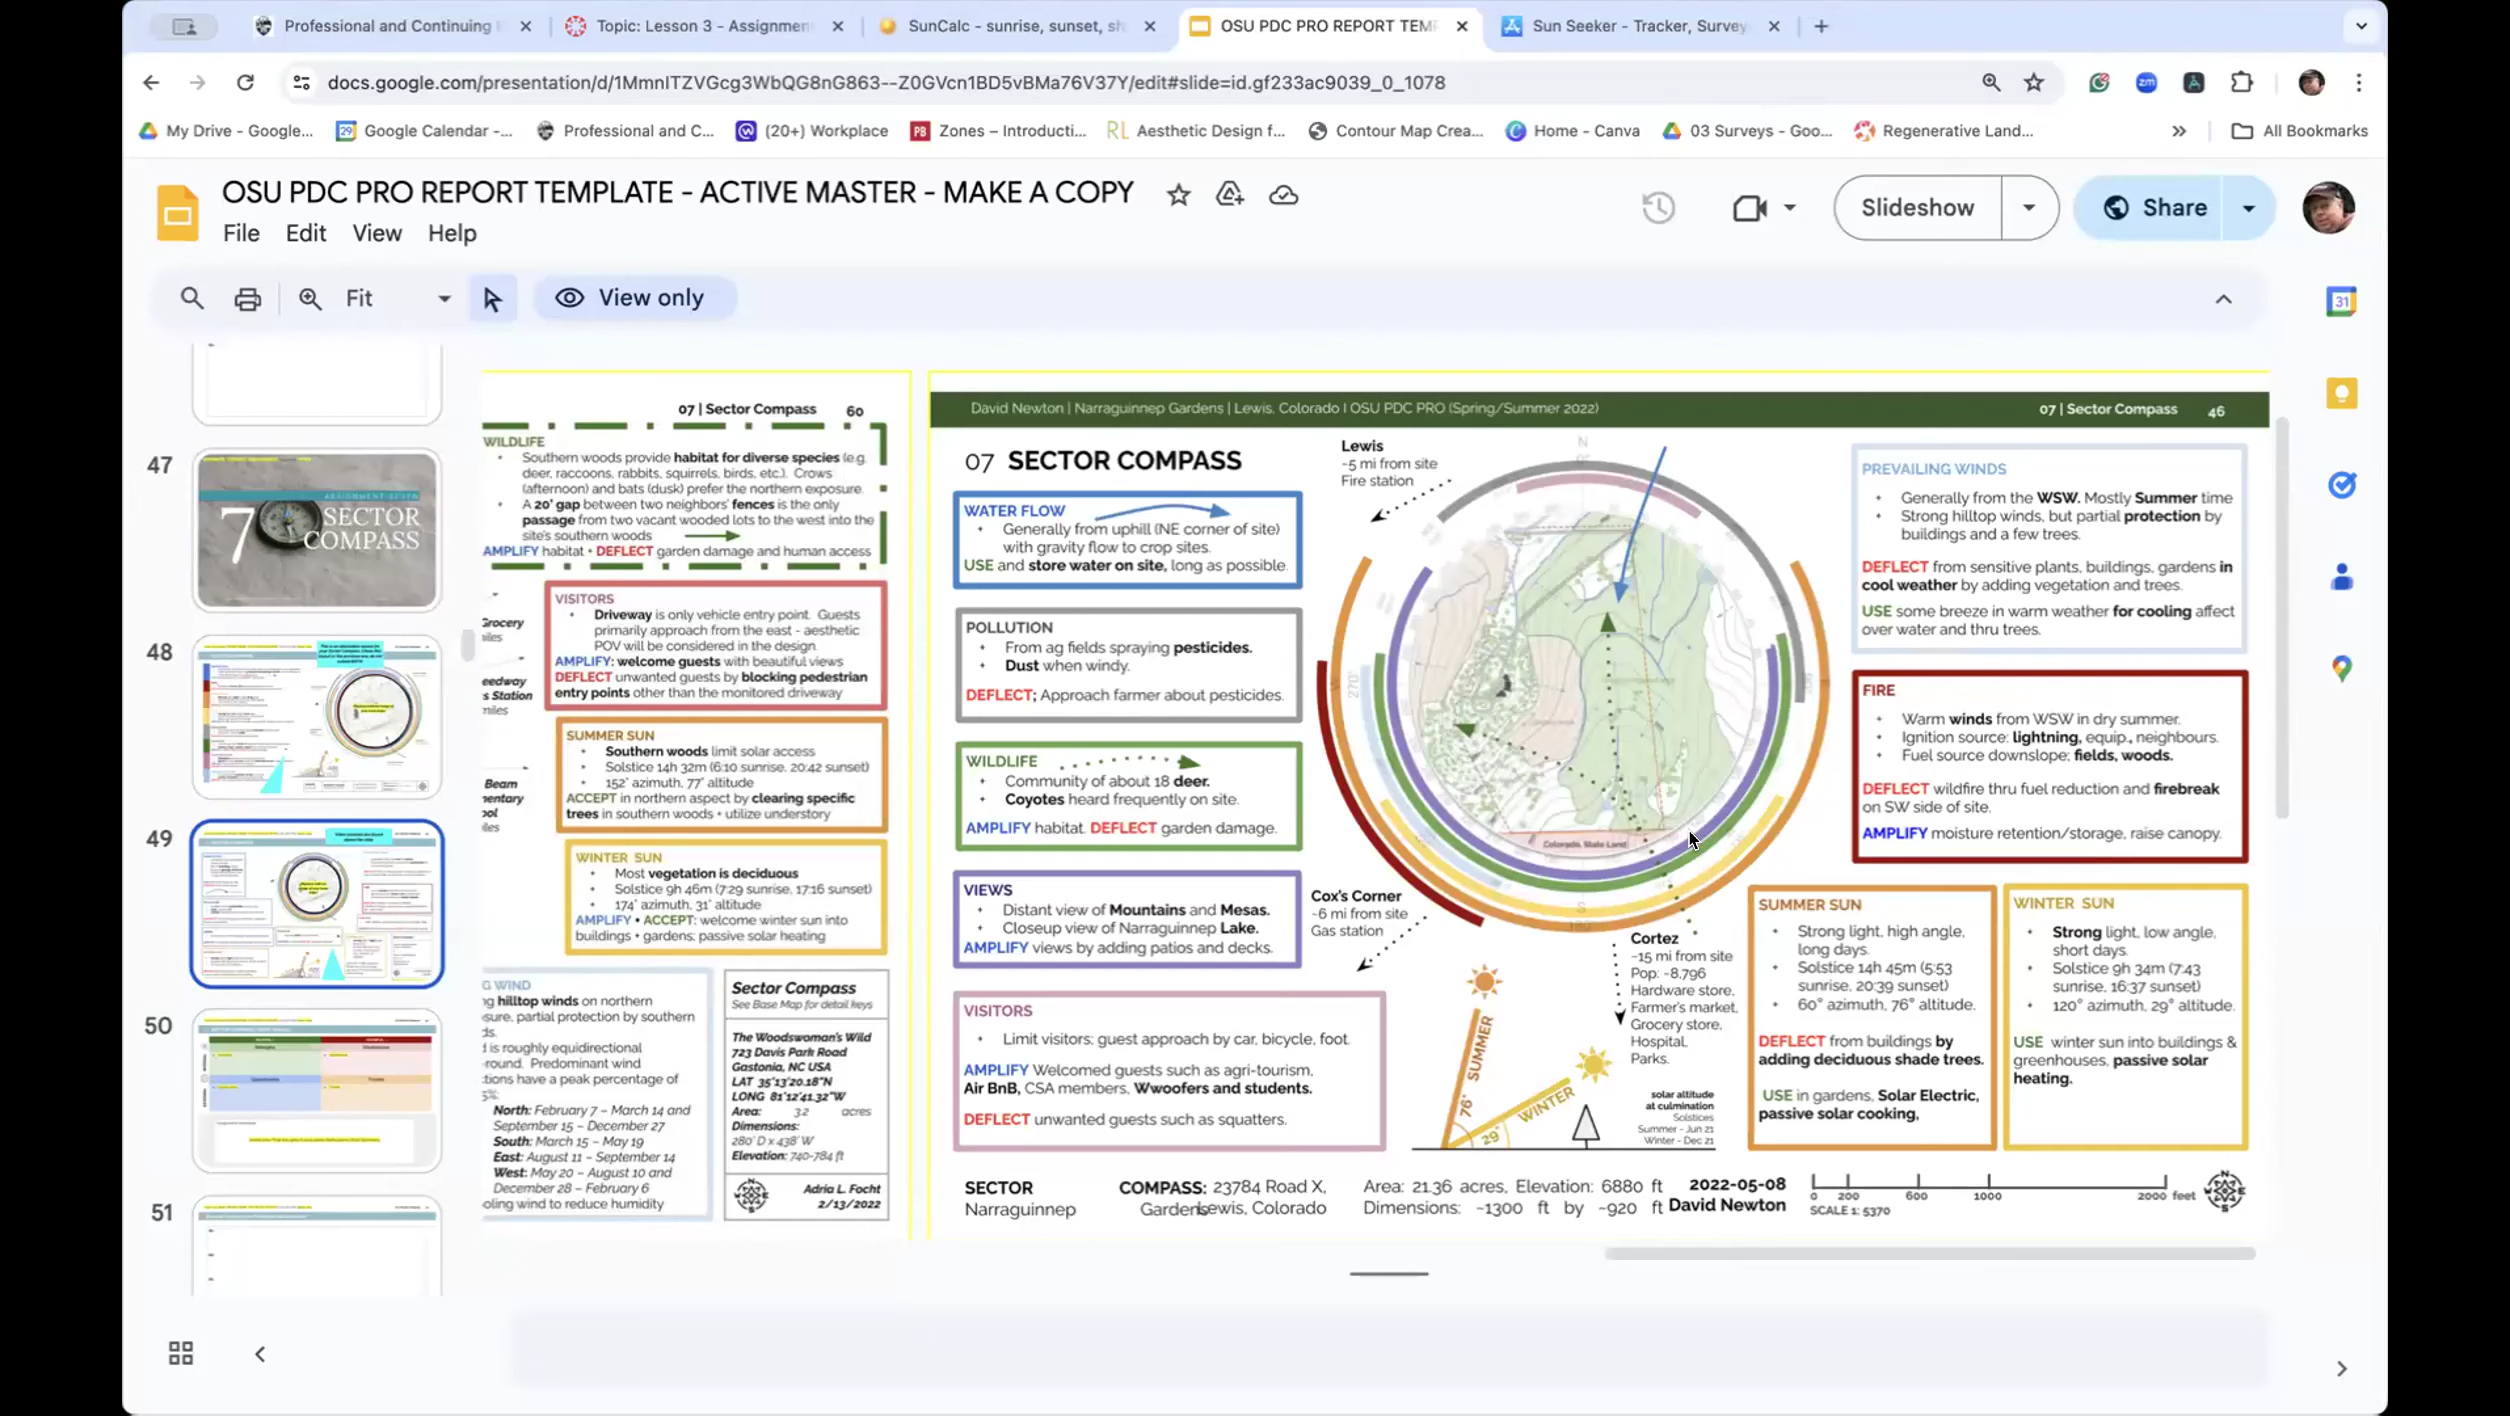 Professional and Continuing
Topic: Lesson 3 - Assignmen
SunCalc - sunrise, sunset, sh
OSU PDC PRO REPORT TEM
Sun Seeker - Tracker, Survey
docs.google.com/presentation/d/1MmnITZVGcg3WbQG8nG863--Z0GVcn1BD5vBMa76V37Y/edit#slide=id.gf233ac9039_0_1078
My Drive - Google...
Google Calendar -...
Professional and C...
(20+) Workplace
Zones – Introducti...
Aesthetic Design f...
Contour Map Crea...
Home - Canva
03 Surveys - Goo...
Regenerative Land...
All Bookmarks
OSU PDC PRO REPORT TEMPLATE - ACTIVE MASTER - MAKE A COPY
File Edit View Help
Slideshow
Share
Fit
View only
31
47
7 SECTOR
COMPASS
48
49
50
51
07 | Sector Compass 60
WILDLIFE
• Southern woods provide habitat for diverse species (e.g.
deer, raccoons, rabbits, squirrels, birds, etc.). Crows
(afternoon) and bats (dusk) prefer the northern exposure.
• A 20' gap between two neighbors' fences is the only
passage from two vacant wooded lots to the west into the
site's southern woods
AMPLIFY habitat • DEFLECT garden damage and human access
Grocery
miles
VISITORS
• Driveway is only vehicle entry point. Guests
primarily approach from the east - aesthetic
POV will be considered in the design.
AMPLIFY: welcome guests with beautiful views
DEFLECT unwanted guests by blocking pedestrian
entry points other than the monitored driveway
eedway
s Station
miles
SUMMER SUN
• Southern woods limit solar access
• Solstice 14h 32m (6:10 sunrise, 20:42 sunset)
• 152° azimuth, 77° altitude
ACCEPT in northern aspect by clearing specific
trees in southern woods • utilize understory
Beam
mentary
ool
iles
WINTER SUN
• Most vegetation is deciduous
• Solstice 9h 46m (7:29 sunrise, 17:16 sunset)
• 174° azimuth, 31° altitude
AMPLIFY • ACCEPT: welcome winter sun into
buildings + gardens; passive solar heating
G WIND
ng hilltop winds on northern
osure, partial protection by southern
ds.
d is roughly equidirectional
-round. Predominant wind
ctions have a peak percentage of
5%:
North: February 7 – March 14 and
September 15 – December 27
South: March 15 – May 19
East: August 11 – September 14
West: May 20 – August 10 and
December 28 – February 6
ooling wind to reduce humidity
Sector Compass
See Base Map for detail keys
The Woodswoman's Wild
723 Davis Park Road
Gastonia, NC USA
LAT 35°13'20.18"N
LONG 81°12'41.32"W
Area: 3.2 acres
Dimensions:
280' D x 438' W
Elevation: 740-784 ft
Adria L. Focht
2/13/2022
David Newton | Narraguinnep Gardens | Lewis, Colorado I OSU PDC PRO (Spring/Summer 2022)
07 | Sector Compass 46
07 SECTOR COMPASS
WATER FLOW
• Generally from uphill (NE corner of site)
with gravity flow to crop sites.
USE and store water on site, long as possible.
POLLUTION
• From ag fields spraying pesticides.
• Dust when windy.
DEFLECT; Approach farmer about pesticides.
WILDLIFE
• Community of about 18 deer.
• Coyotes heard frequently on site.
AMPLIFY habitat. DEFLECT garden damage.
VIEWS
• Distant view of Mountains and Mesas.
• Closeup view of Narraguinnep Lake.
AMPLIFY views by adding patios and decks.
VISITORS
• Limit visitors; guest approach by car, bicycle, foot.
AMPLIFY Welcomed guests such as agri-tourism,
Air BnB, CSA members, Wwoofers and students.
DEFLECT unwanted guests such as squatters.
Lewis
~5 mi from site
Fire station
N
0°
270°
Colorado, State Land
S
180°
Cox's Corner
~6 mi from site
Gas station
Cortez
~15 mi from site
Pop: ~8,796
Hardware store,
Farmer's market,
Grocery store,
Hospital,
Parks.
SUMMER
76°
WINTER
29°
solar altitude
at culmination
Solstices
Summer - Jun 21
Winter - Dec 21
PREVAILING WINDS
• Generally from the WSW. Mostly Summer time
• Strong hilltop winds, but partial protection by
buildings and a few trees.
DEFLECT from sensitive plants, buildings, gardens in
cool weather by adding vegetation and trees.
USE some breeze in warm weather for cooling affect
over water and thru trees.
FIRE
• Warm winds from WSW in dry summer.
• Ignition source: lightning, equip., neighbours.
• Fuel source downslope; fields, woods.
DEFLECT wildfire thru fuel reduction and firebreak
on SW side of site.
AMPLIFY moisture retention/storage, raise canopy.
SUMMER SUN
• Strong light, high angle,
long days.
• Solstice 14h 45m (5:53
sunrise, 20:39 sunset)
• 60° azimuth, 76° altitude.
DEFLECT from buildings by
adding deciduous shade trees.
USE in gardens, Solar Electric,
passive solar cooking,
WINTER SUN
• Strong light, low angle,
short days.
• Solstice 9h 34m (7:43
sunrise, 16:37 sunset)
• 120° azimuth, 29° altitude.
USE winter sun into buildings &
greenhouses, passive solar
heating.
SECTOR COMPASS: 23784 Road X,
Narraguinnep Gardens Lewis, Colorado
Area: 21.36 acres, Elevation: 6880 ft
Dimensions: ~1300 ft by ~920 ft
2022-05-08
David Newton
0 200 600 1000 2000 feet
SCALE 1: 5370